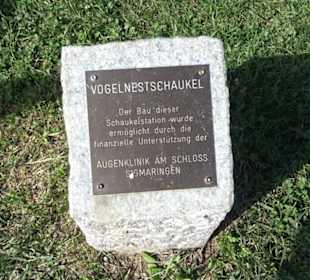 VOGELNESTSCHAUKEL
Der Bau dieser
Schaukelstation wurde
ermöglicht durch die
finanzielle Unterstützung der
AUGENKLINIK AM SCHLOSS
SIGMARINGEN